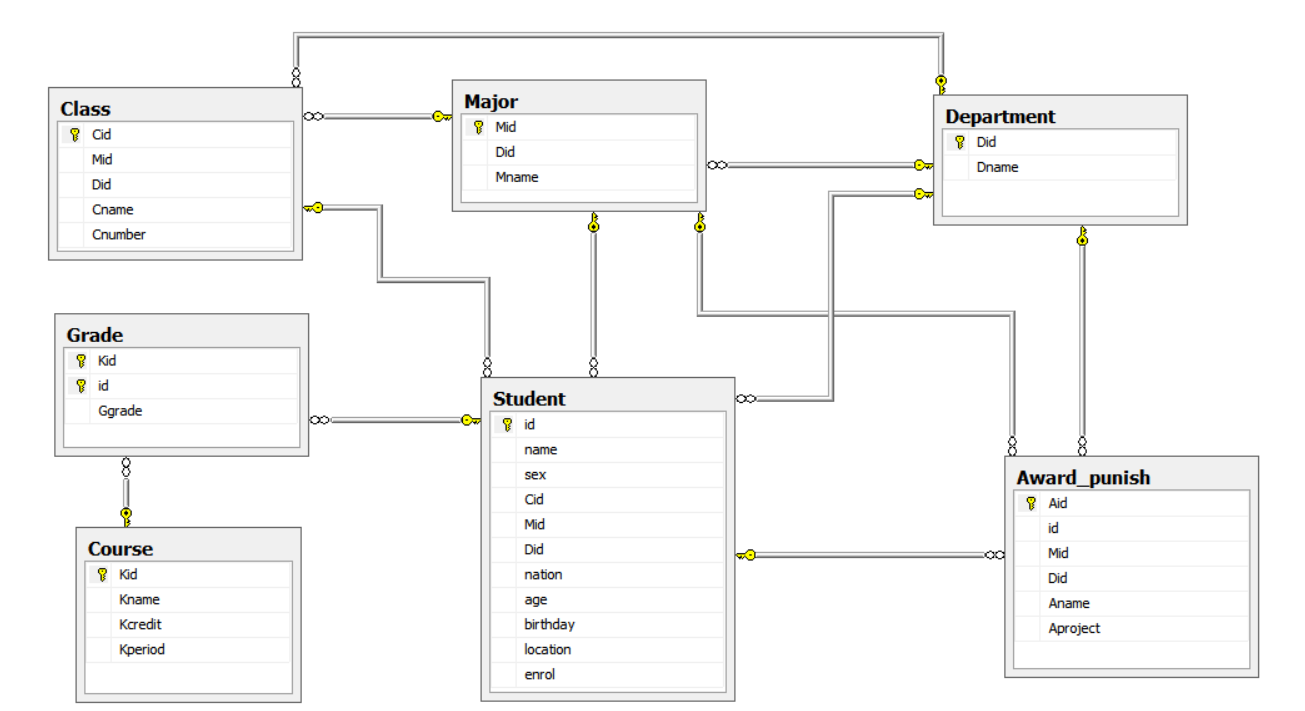 Class
Cid
Mid
Did
Cname
Cnumber
Major
Mid
Did
Mname
Department
Did
Dname
Grade
Kid
id
Ggrade
Student
id
name
sex
Cid
Mid
Did
nation
age
birthday
location
enrol
Award_punish
Aid
id
Mid
Did
Aname
Aproject
Course
Kid
Kname
Kcredit
Kperiod